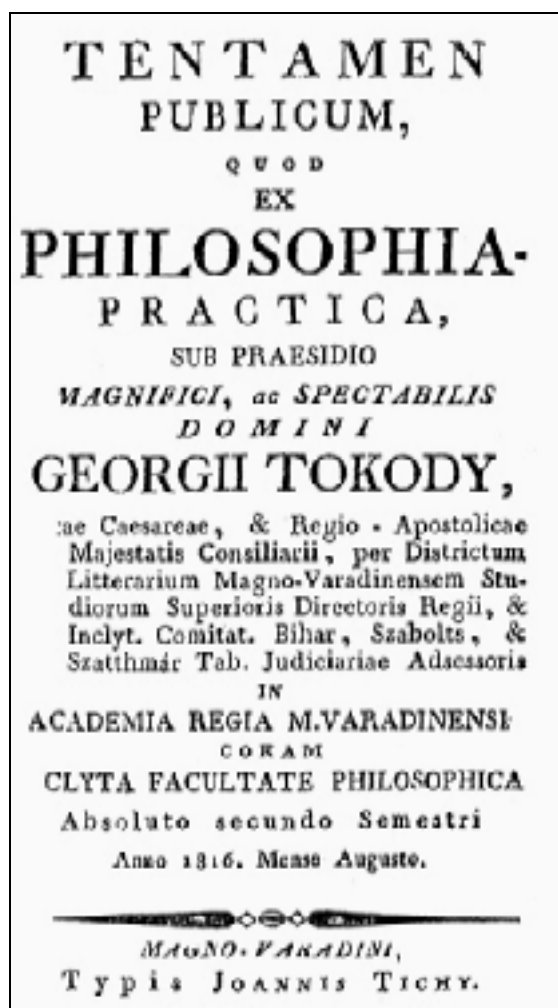 TENTAMEN
PUBLICUM,
QUOD
EX
PHILOSOPHIA-
PRACTICA,
SUB PRAESIDIO
MAGNIFICI, ac SPECTABILIS
DOMINI
GEORGII TOKODY,
ae Caesareae, & Regio - Apostolicae
Majestatis Consiliarii, per Districtum
Litterarium Magno-Varadinensem Stu-
diorum Superioris Directoris Regii, &
Inclyt. Comitat. Bihar, Szabolts, &
Szatthmár Tab. Judiciariae Adsessoris
IN
ACADEMIA REGIA M.VARADINENSI
CORAM
CLYTA FACULTATE PHILOSOPHICA
Absoluto secundo Semestri
Anno 1816. Mense Augusto.
MAGNO-VARADINI,
Typis JOANNIS TICHY.